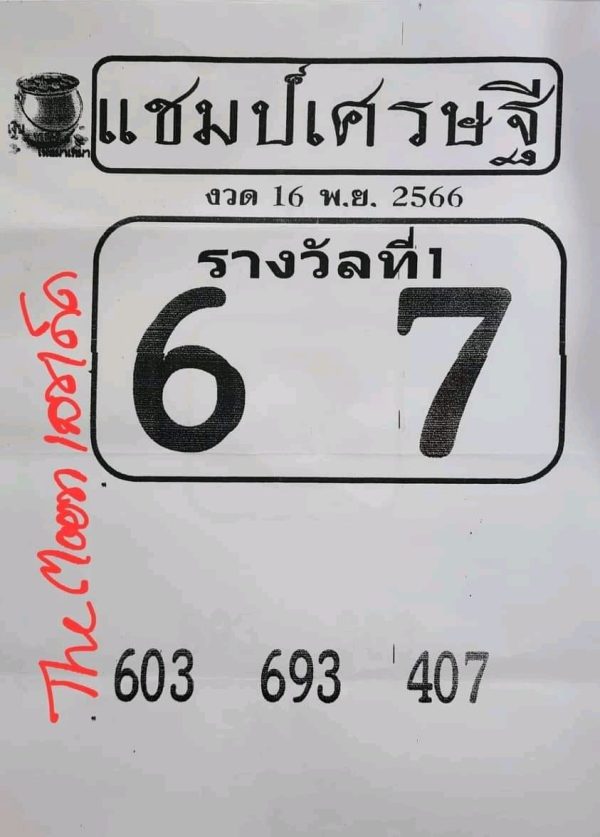 แชมป์เศรษฐี
งวด 16 พ.ย. 2566
รางวัลที่1
6 7
The
603 693 407